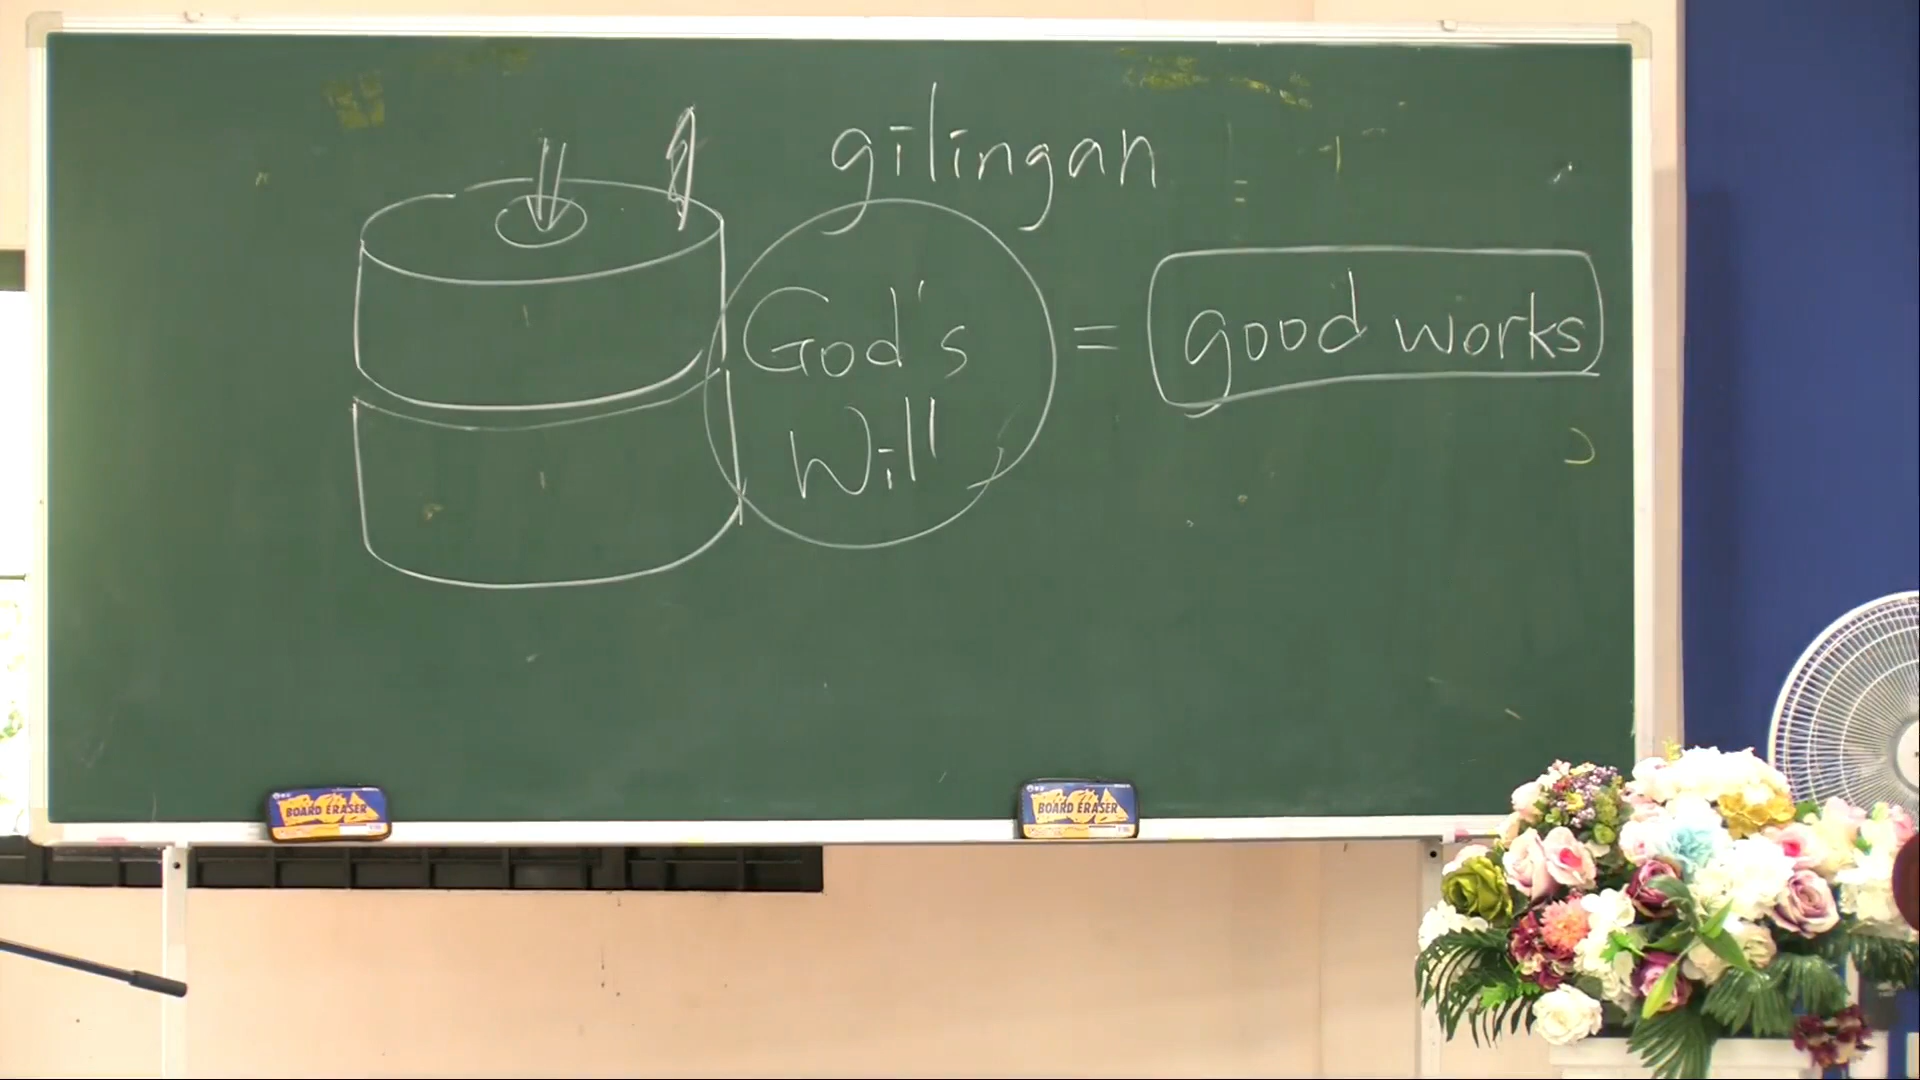 gilingan
God's
Will
= good works
BOARD ERASER
BOARD ERASER